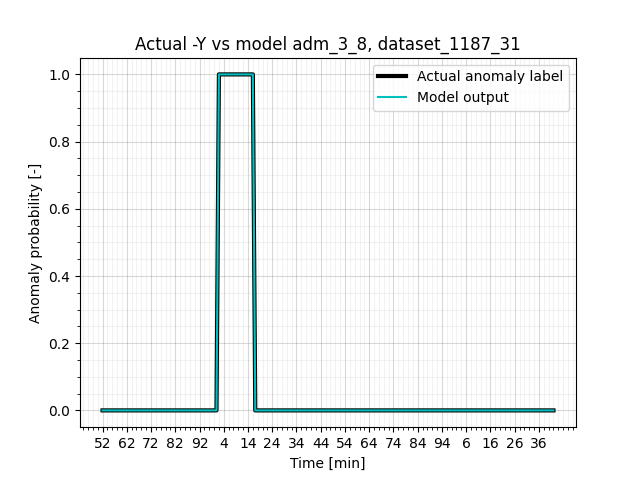 Actual -Y vs model adm_3_8, dataset_1187_31
Actual anomaly label
Model output
1.0
0.8
0.6
0.4
0.2
0.0
Anomaly probability [-]
52 62 72 82 92 4 14 24 34 44 54 64 74 84 94 6 16 26 36
Time [min]